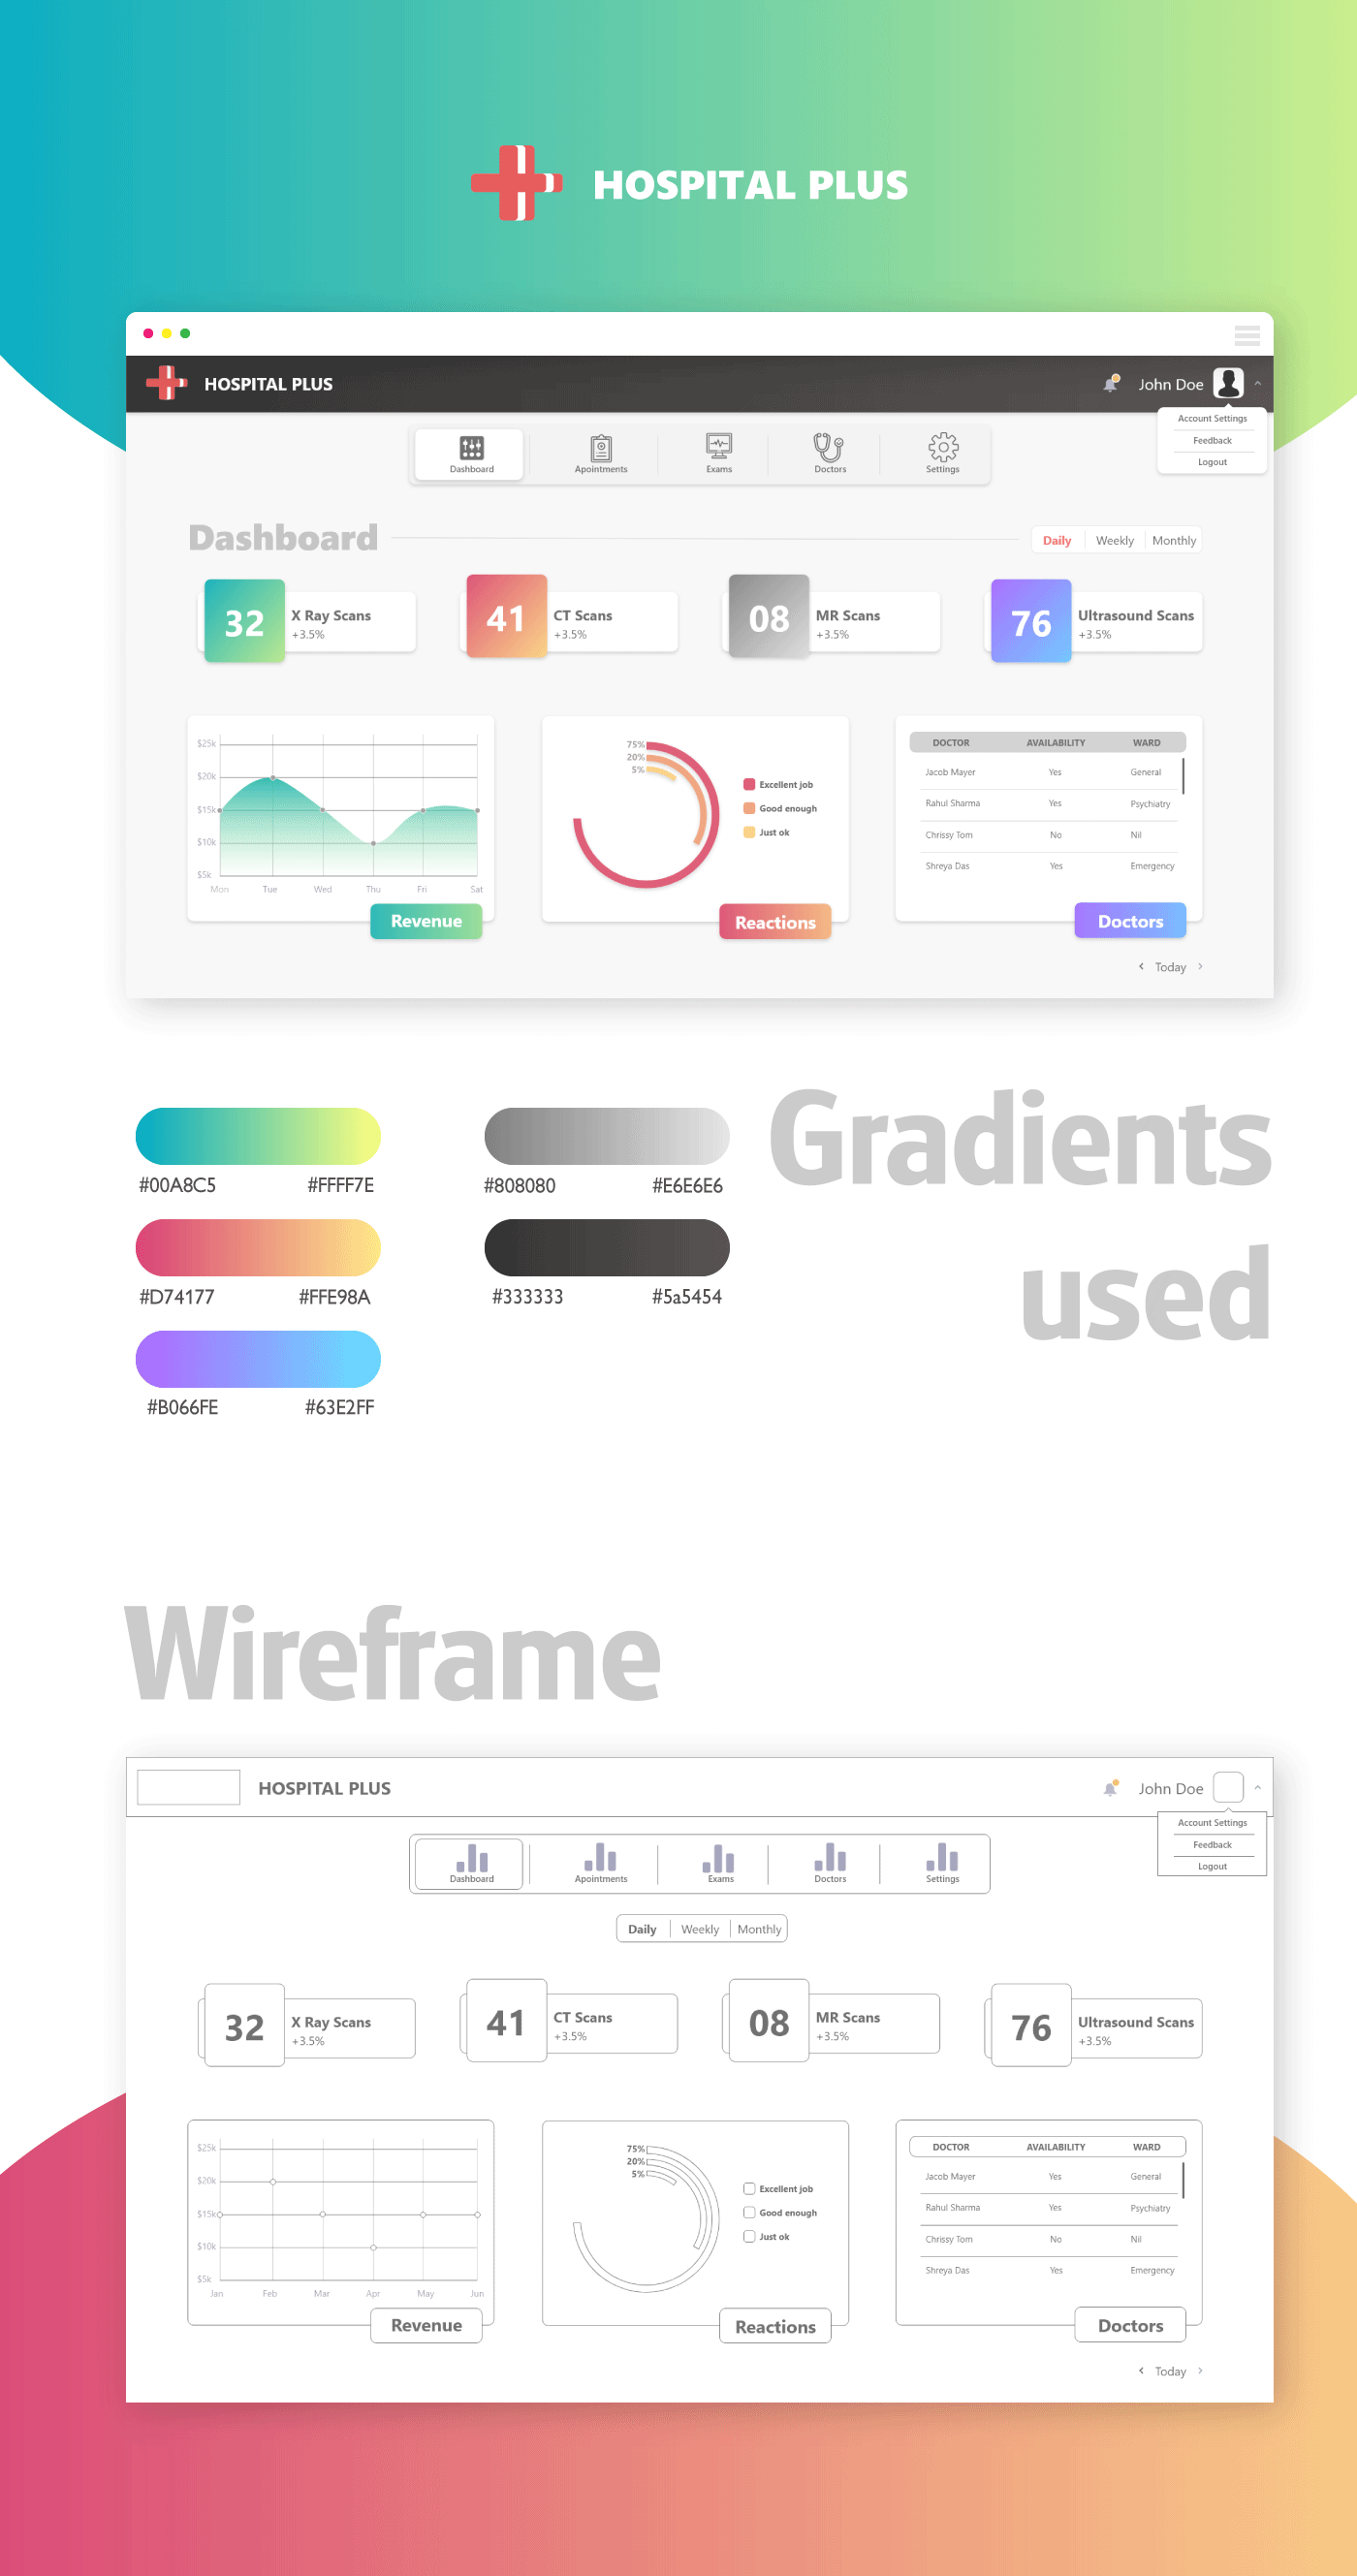 HOSPITAL PLUS
HOSPITAL PLUS
John Doe
Account Settings
Feedback
Logout
Dashboard
Apointments
Exams
Doctors
Settings
Dashboard
Daily
Weekly
Monthly
32
X Ray Scans
+3.5%
41
CT Scans
+3.5%
08
MR Scans
+3.5%
76
Ultrasound Scans
+3.5%
$25k
$20k
$15k
$10k
$5k
Mon
Tue
Wed
Thu
Fri
Sat
Revenue
75%
20%
5%
Excellent job
Good enough
Just ok
Reactions
DOCTOR AVAILABILITY WARD
Jacob Mayer Yes General
Rahul Sharma Yes Psychiatry
Chrissy Tom No Nil
Shreya Das Yes Emergency
Doctors
Today
Gradients
used
#00A8C5
#FFFF7E
#808080
#E6E6E6
#D74177
#FFE98A
#333333
#5a5454
#B066FE
#63E2FF
Wireframe
HOSPITAL PLUS
John Doe
Account Settings
Feedback
Logout
Dashboard
Apointments
Exams
Doctors
Settings
Daily
Weekly
Monthly
32
X Ray Scans
+3.5%
41
CT Scans
+3.5%
08
MR Scans
+3.5%
76
Ultrasound Scans
+3.5%
$25k
$20k
$15k
$10k
$5k
Jan
Feb
Mar
Apr
May
Jun
Revenue
75%
20%
5%
Excellent job
Good enough
Just ok
Reactions
DOCTOR AVAILABILITY WARD
Jacob Mayer Yes General
Rahul Sharma Yes Psychiatry
Chrissy Tom No Nil
Shreya Das Yes Emergency
Doctors
Today